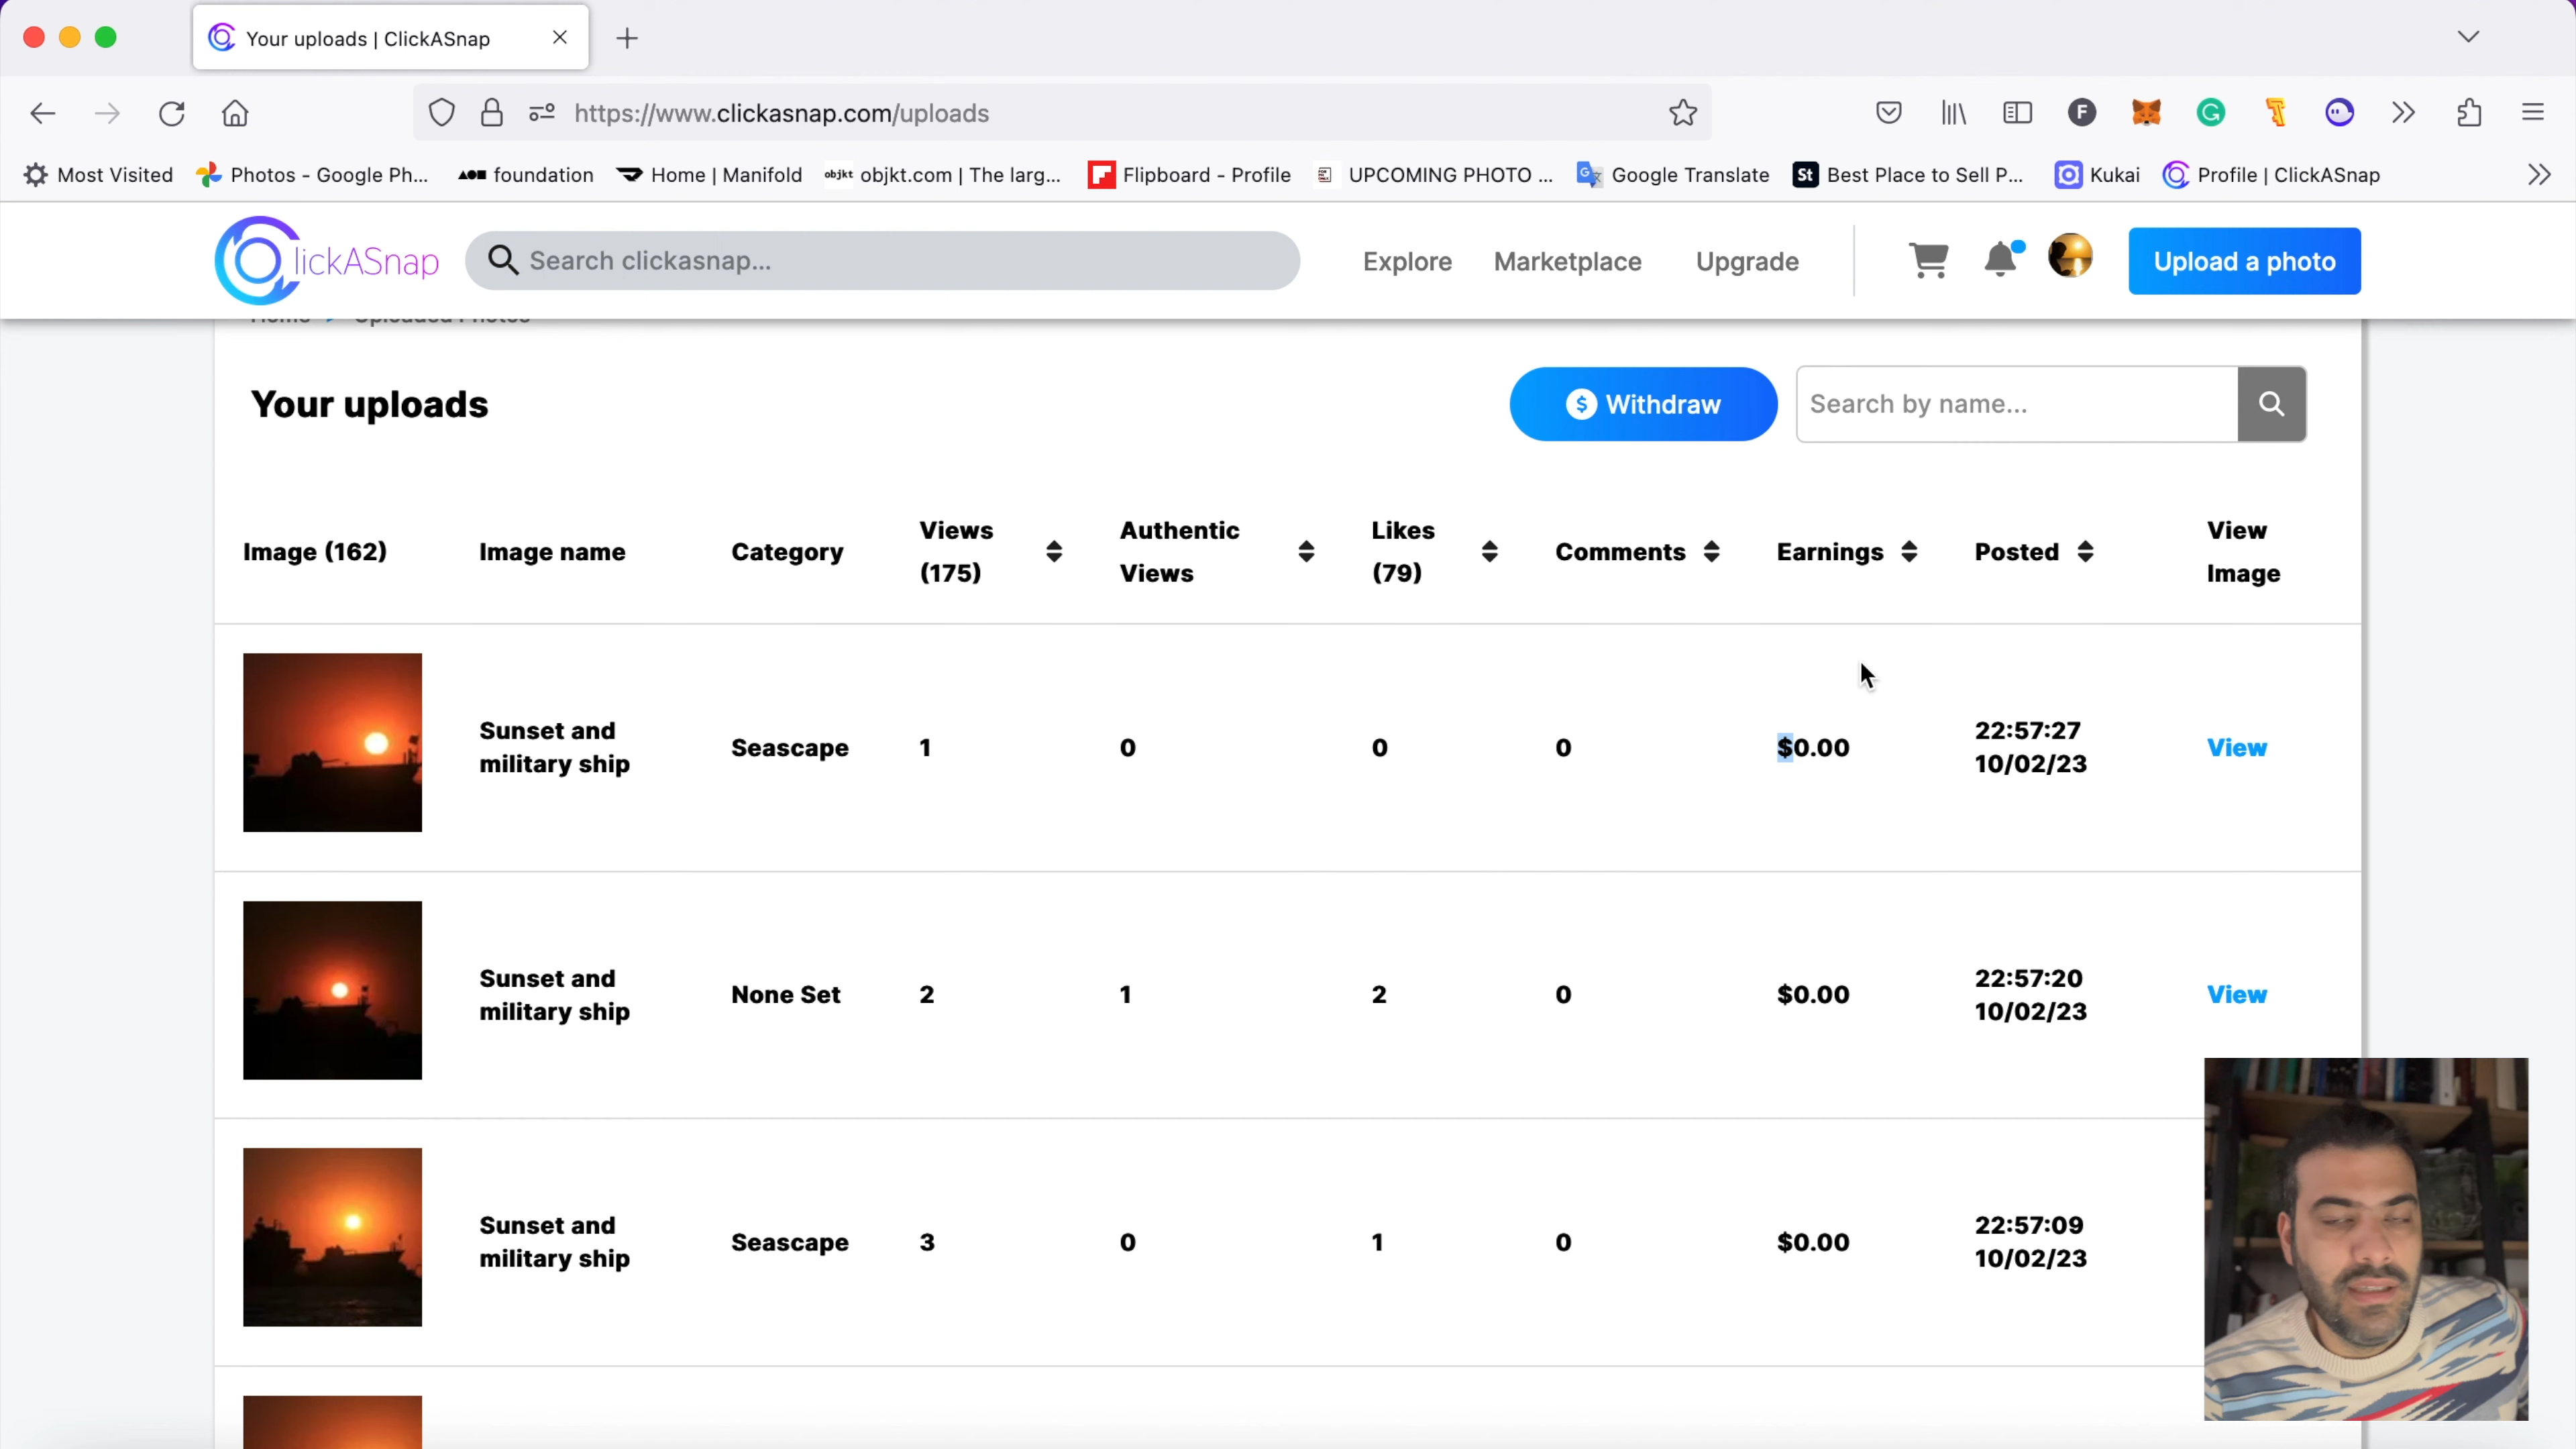 Your uploads | ClickASnap
https://www.clickasnap.com/uploads
F
Most Visited
Photos - Google Ph...
foundation
Home | Manifold
objkt objkt.com | The larg...
Flipboard - Profile
UPCOMING PHOTO ...
Google Translate
St Best Place to Sell P...
Kukai
Profile | ClickASnap
lickASnap
Search clickasnap...
Explore
Marketplace
Upgrade
Upload a photo
Home Uploaded Photos
Your uploads
$ Withdraw
Search by name...
Image (162)
Image name
Category
Views
(175)
Authentic
Views
Likes
(79)
Comments
Earnings
Posted
View
Image
Sunset and
military ship
Seascape
1
0
0
0
$0.00
22:57:27
10/02/23
View
Sunset and
military ship
None Set
2
1
2
0
$0.00
22:57:20
10/02/23
View
Sunset and
military ship
Seascape
3
0
1
0
$0.00
22:57:09
10/02/23